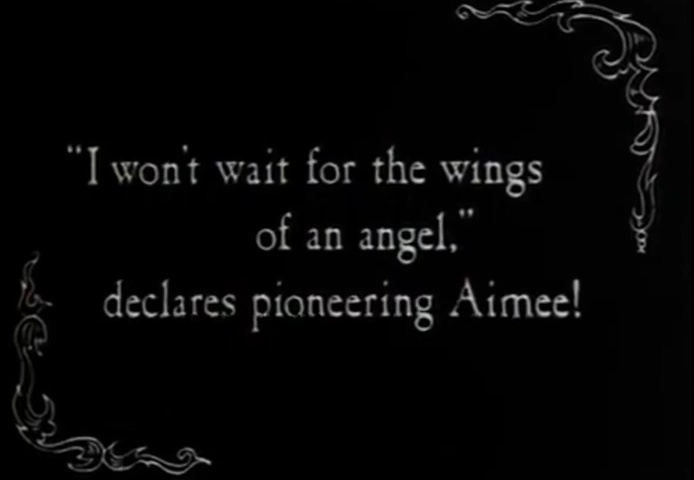 "I won't wait for the wings
of an angel,"
declares pioneering Aimee!